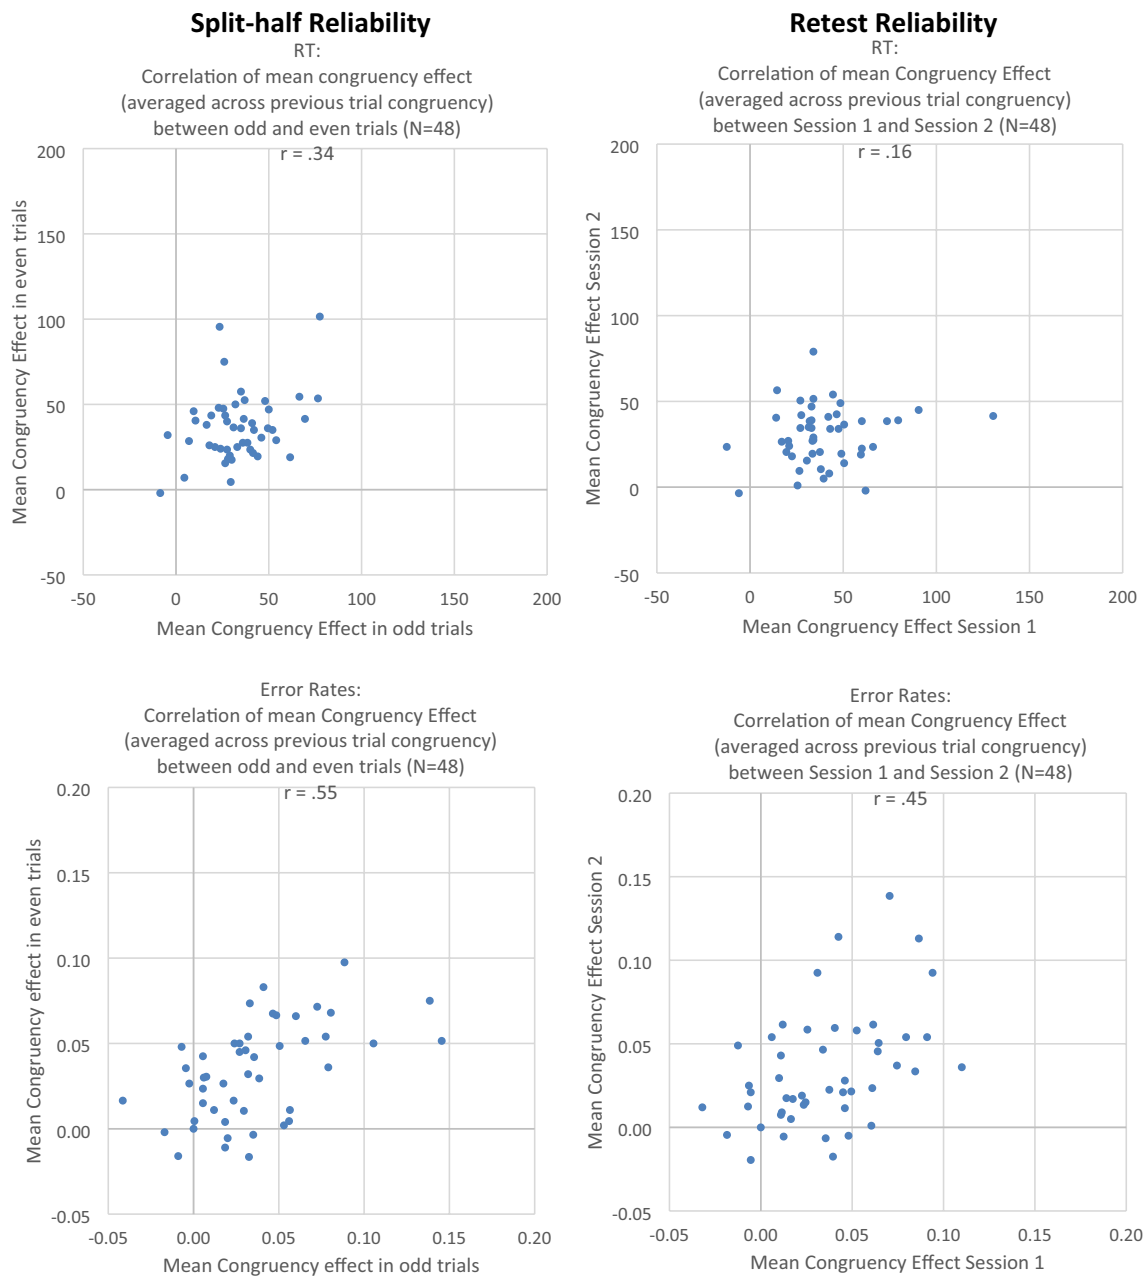 Split-half Reliability
RT:
Correlation of mean congruency effect
(averaged across previous trial congruency)
between odd and even trials (N=48)
r = .34
200
150
100
50
0
-50
-50 0 50 100 150 200
Mean Congruency Effect in even trials
Mean Congruency Effect in odd trials
Retest Reliability
RT:
Correlation of mean Congruency Effect
(averaged across previous trial congruency)
between Session 1 and Session 2 (N=48)
r = .16
200
150
100
50
0
-50
-50 0 50 100 150 200
Mean Congruency Effect Session 2
Mean Congruency Effect Session 1
Error Rates:
Correlation of mean Congruency Effect
(averaged across previous trial congruency)
between odd and even trials (N=48)
r = .55
0.20
0.15
0.10
0.05
0.00
-0.05
-0.05 0.00 0.05 0.10 0.15 0.20
Mean Congruency effect in even trials
Mean Congruency effect in odd trials
Error Rates:
Correlation of mean Congruency Effect
(averaged across previous trial congruency)
between Session 1 and Session 2 (N=48)
r = .45
0.20
0.15
0.10
0.05
0.00
-0.05
-0.05 0.00 0.05 0.10 0.15 0.20
Mean Congruency Effect Session 2
Mean Congruency Effect Session 1